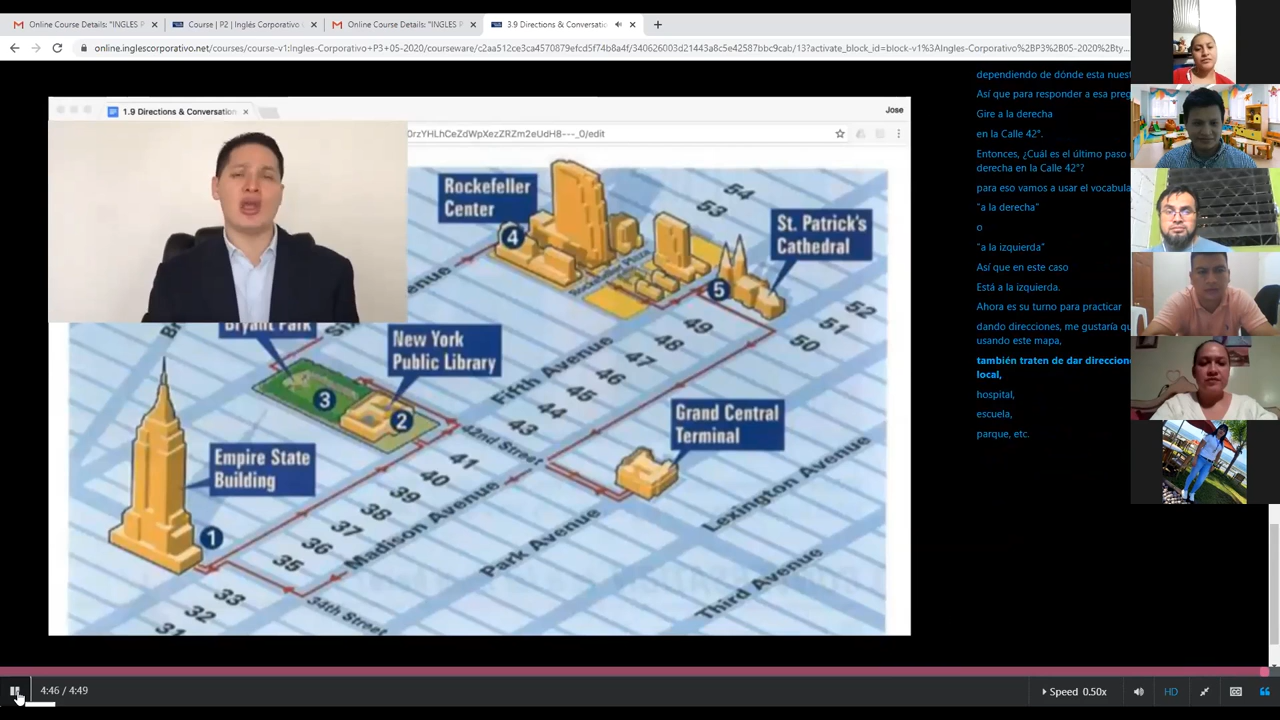 Online Course Details: "INGLES P
Course | P2 | Inglés Corporativo
Online Course Details: "INGLES P
3.9 Directions & Conversatio
online.inglescorporativo.net/courses/course-v1:Ingles-Corporativo+P3+05-2020/courseware/c2aa512ce3ca4570879efcd5f74b8a4f/340626003d21443a8c5e42587bbc9cab/13?activate_block_id=block-v1%3AIngles-Corporativo%2BP3%2B05-2020%2Bty...
1.9 Directions & Conversation
Jose
0rzYHLhCeZdWpXezZRZm2eUdH8---_0/edit
Rockefeller
Center
4
54
53
St. Patrick's
Cathedral
5
52
51
50
49
48
47
46
45
44
43
enue
Fifth Avenue
Bryant Park
New York
Public Library
3
2
42nd Street
Grand Central
Terminal
Empire State
Building
1
41
40
39
38
37
36
35
Madison Avenue
Park Avenue
Lexington Avenue
Third Avenue
34th Street
33
32
31
dependiendo de dónde esta nuest
Así que para responder a esa preg
Gire a la derecha
en la Calle 42°.
Entonces, ¿Cuál es el último paso
derecha en la Calle 42°?
para eso vamos a usar el vocabula
"a la derecha"
o
"a la izquierda"
Así que en este caso
Está a la izquierda.
Ahora es su turno para practicar
dando direcciones, me gustaría qu
usando este mapa,
también traten de dar direccione
local,
hospital,
escuela,
parque, etc.
4:46 / 4:49
Speed 0.50x
HD